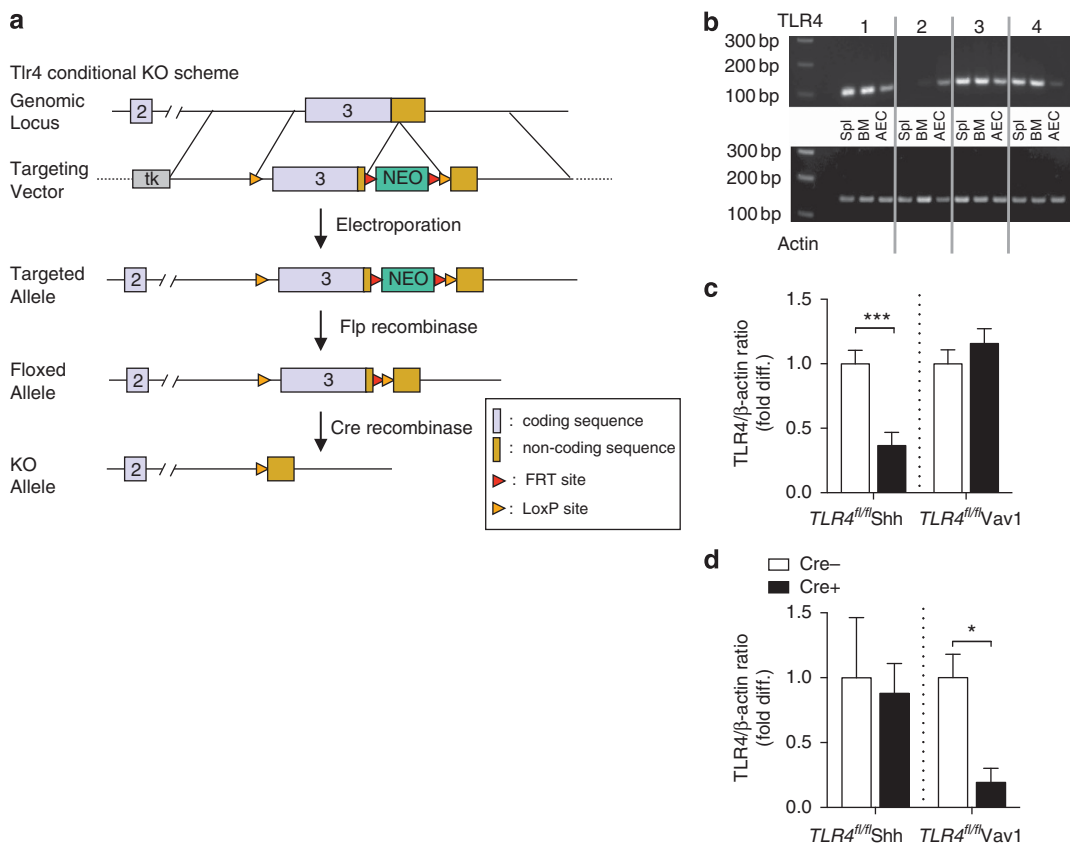 a
Tlr4 conditional KO scheme
Genomic
Locus
2
3
Targeting
Vector
tk
3
NEO
Electroporation
Targeted
Allele
2
3
NEO
Flp recombinase
Floxed
Allele
2
3
Cre recombinase
KO
Allele
2
: coding sequence
: non-coding sequence
: FRT site
: LoxP site
b
TLR4 1 2 3 4
300 bp
200 bp
100 bp
Spl BM AEC Spl BM AEC Spl BM AEC Spl BM AEC
300 bp
200 bp
100 bp
Actin
c
TLR4/β-actin ratio
(fold diff.)
1.5
1.0
0.5
0.0
***
TLR4fl/flShh TLR4fl/flVav1
d
Cre–
Cre+
TLR4/β-actin ratio
(fold diff.)
1.5
1.0
0.5
0.0
*
TLR4fl/flShh TLR4fl/flVav1